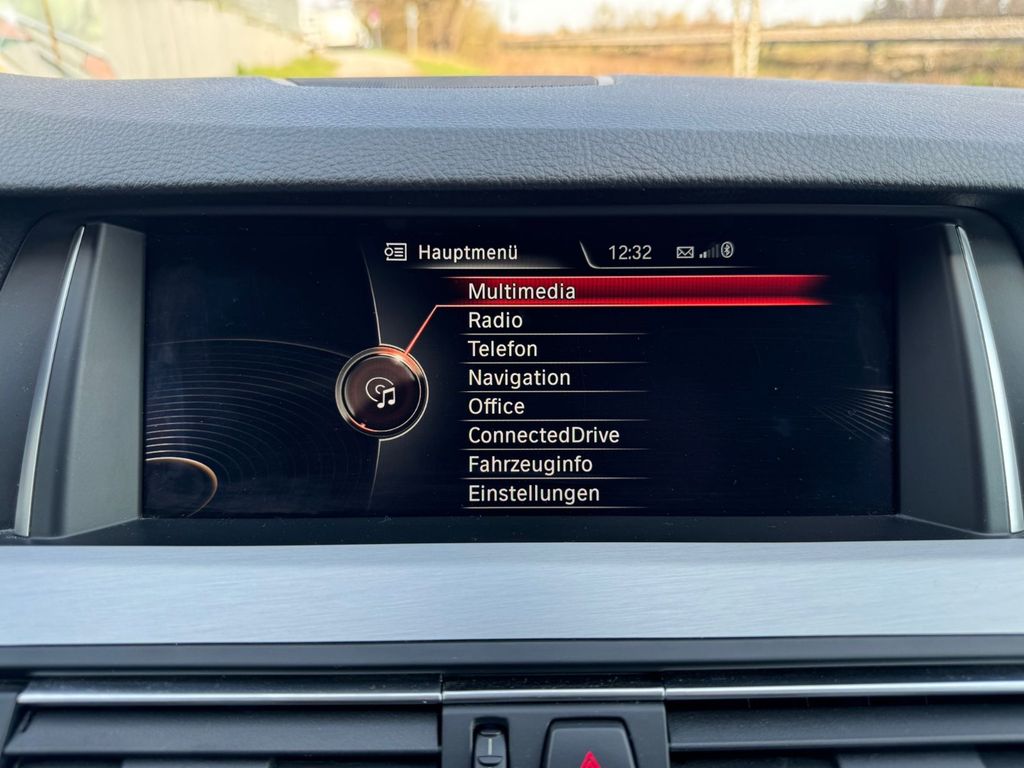 Hauptmenü 12:32
Multimedia
Radio
Telefon
Navigation
Office
ConnectedDrive
Fahrzeuginfo
Einstellungen